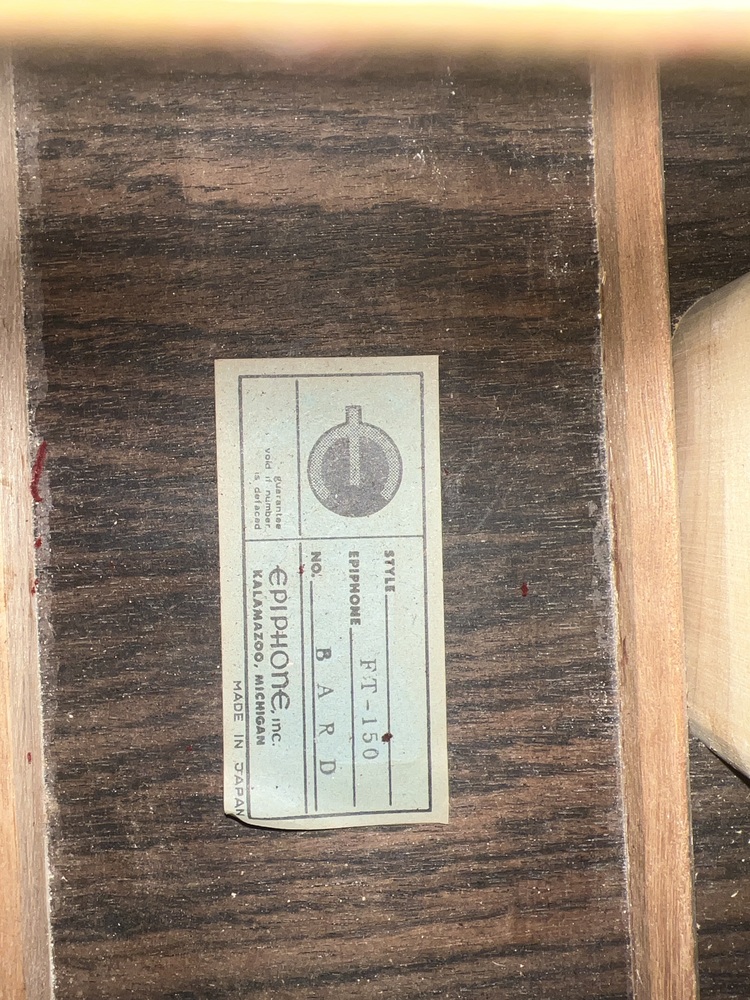 STYLE
EPIPHONE FT-150
NO. BARD
guarantee
void if number
is defaced
EPIPHONE, INC.
KALAMAZOO, MICHIGAN
MADE IN JAPAN